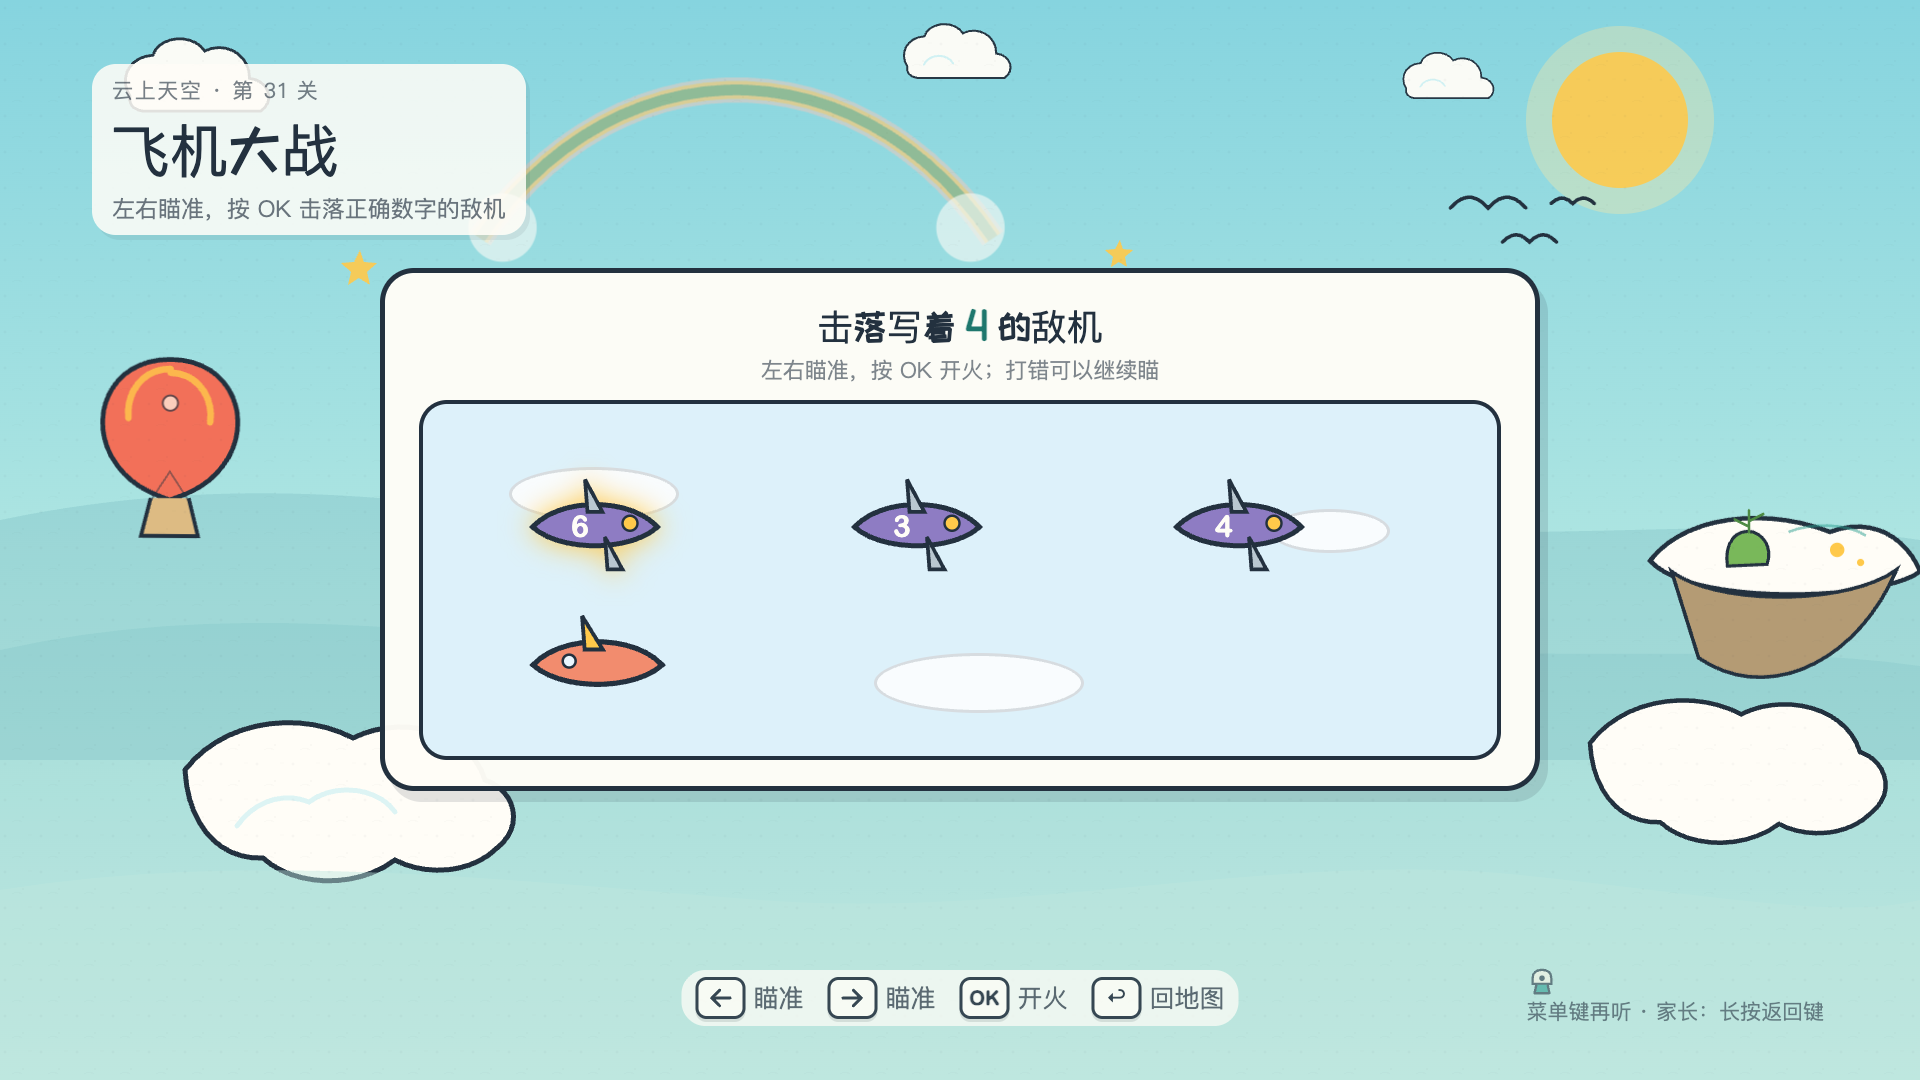 云上天空 · 第 31 关
飞机大战
左右瞄准，按 OK 击落正确数字的敌机
击落写着 4 的敌机
左右瞄准，按 OK 开火；打错可以继续瞄
6
3
4
← 瞄准 → 瞄准 OK 开火 ↩ 回地图
菜单键再听 · 家长：长按返回键